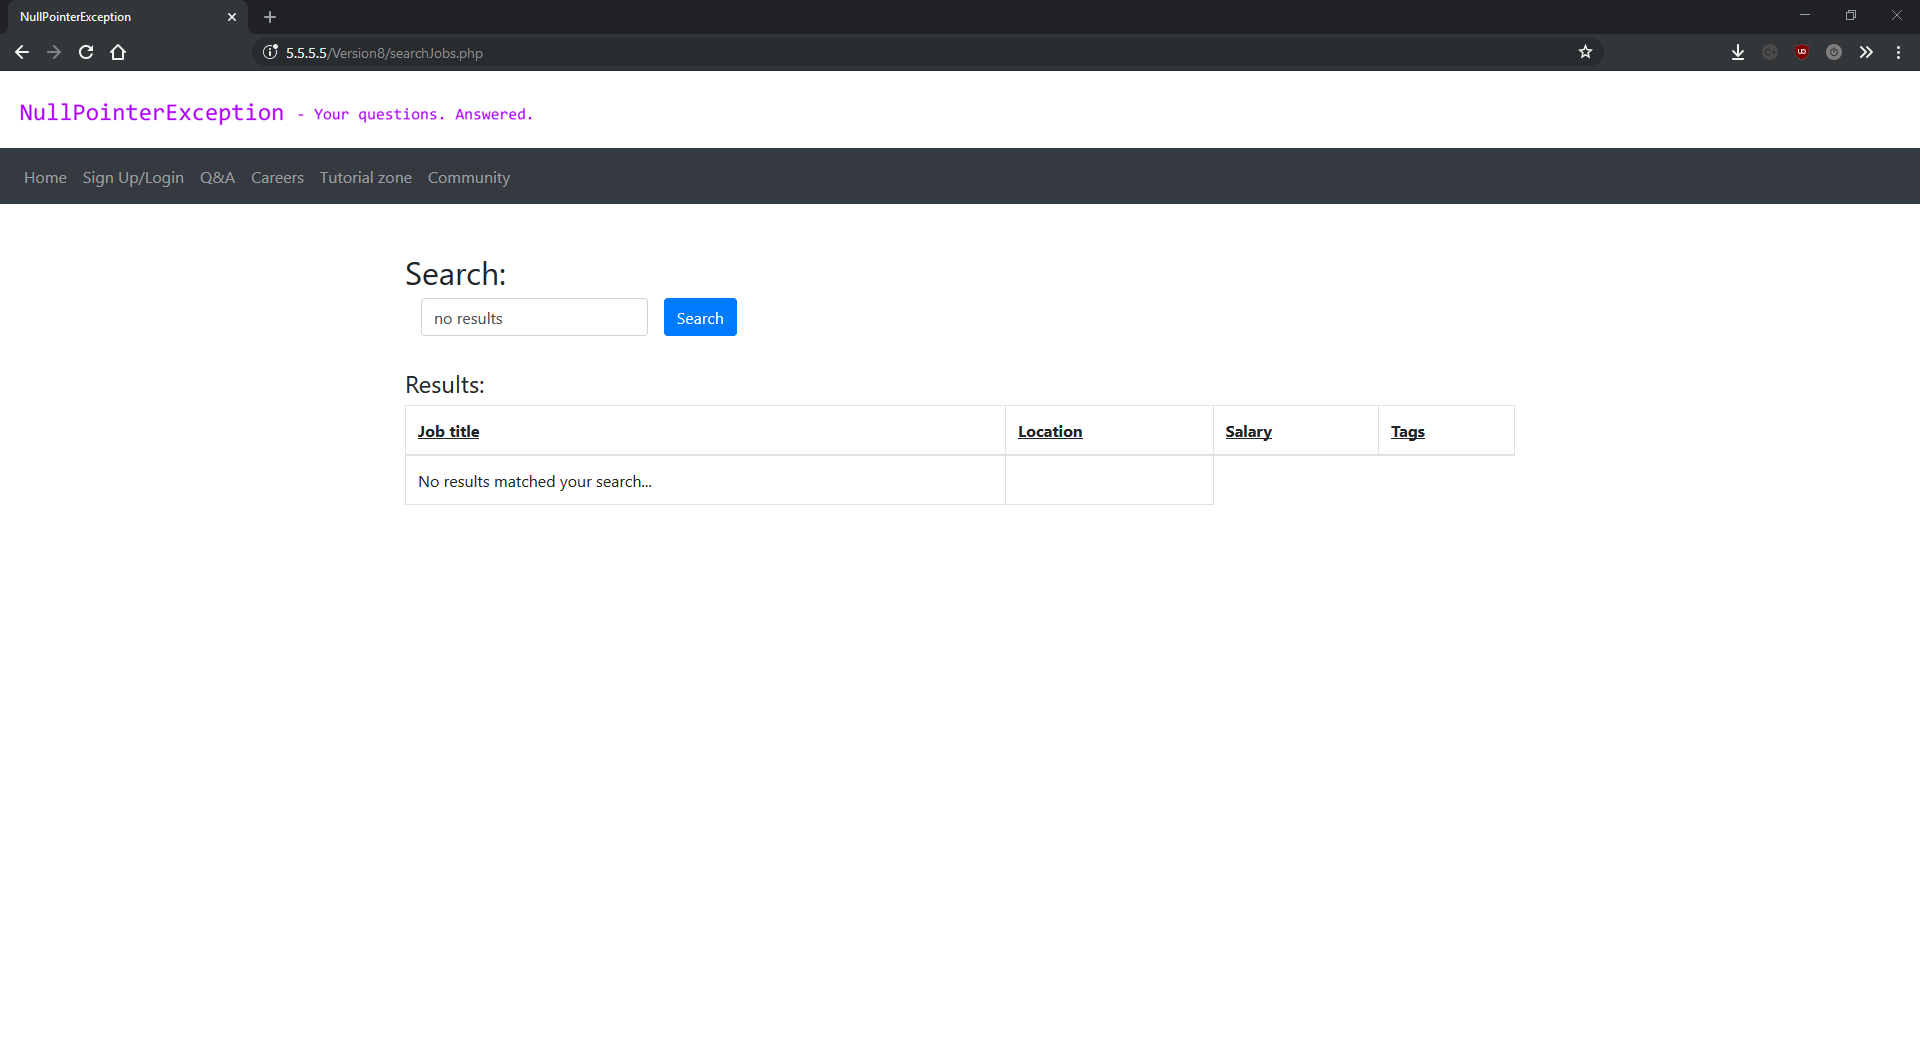 NullPointerException
5.5.5.5/Version8/searchJobs.php
NullPointerException - Your questions. Answered.
Home Sign Up/Login Q&A Careers Tutorial zone Community
Search:
no results Search
Results:
Job title Location Salary Tags
No results matched your search...